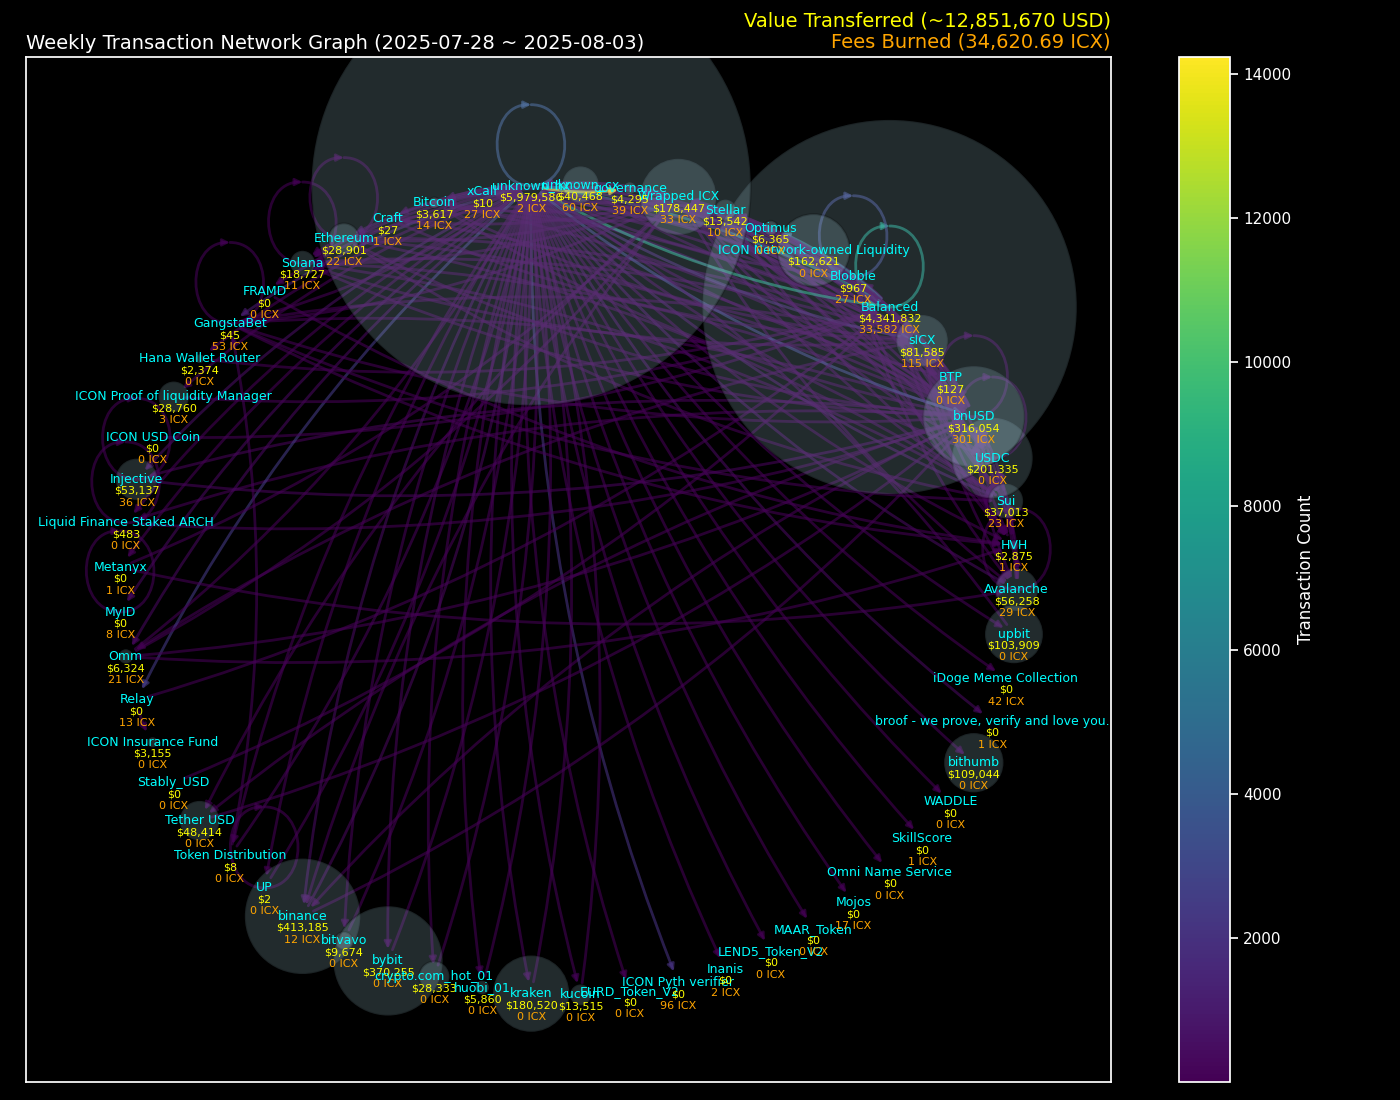 Value Transferred (~12,851,670 USD)
Weekly Transaction Network Graph (2025-07-28 ~ 2025-08-03)
Fees Burned (34,620.69 ICX)
$5,979,586
2 ICX
$40,468
60 ICX
governance
$4,295
39 ICX
Wrapped ICX
$178,447
33 ICX
Stellar
$13,542
10 ICX
Optimus
$6,365
ICON Network-owned Liquidity
$162,621
0 ICX
Blobble
$967
27 ICX
Balanced
$4,341,832
33,582 ICX
sICX
$81,585
115 ICX
BTP
$127
0 ICX
bnUSD
$316,054
301 ICX
USDC
$201,335
0 ICX
Sui
$37,013
23 ICX
HVH
$2,875
1 ICX
Avalanche
$56,258
29 ICX
upbit
$103,909
0 ICX
iDoge Meme Collection
$0
42 ICX
broof - we prove, verify and love you.
$0
1 ICX
bithumb
$109,044
0 ICX
WADDLE
$0
0 ICX
SkillScore
$0
1 ICX
Omni Name Service
$0
0 ICX
Mojos
$0
17 ICX
MAAR_Token
$0
0 ICX
LEND5_Token_V2
$0
0 ICX
Inanis
$0
2 ICX
ICON Pyth verifier
$0
96 ICX
EURD_Token_V2
$0
0 ICX
kucoin
$13,515
0 ICX
kraken
$180,520
0 ICX
huobi_01
$5,860
0 ICX
crypto.com_hot_01
$28,333
0 ICX
bybit
$370,255
0 ICX
bitvavo
$9,674
0 ICX
binance
$413,185
12 ICX
UP
$2
0 ICX
Token Distribution
$8
0 ICX
Tether USD
$48,414
0 ICX
Stably_USD
$0
0 ICX
ICON Insurance Fund
$3,155
0 ICX
Relay
$0
13 ICX
Omm
$6,324
21 ICX
MyID
$0
8 ICX
Metanyx
$0
1 ICX
Liquid Finance Staked ARCH
$483
0 ICX
Injective
$53,137
36 ICX
ICON USD Coin
$0
0 ICX
ICON Proof of liquidity Manager
$28,760
3 ICX
Hana Wallet Router
$2,374
0 ICX
GangstaBet
$45
53 ICX
FRAMD
$0
0 ICX
Solana
$18,727
11 ICX
Ethereum
$28,901
22 ICX
Craft
$27
1 ICX
Bitcoin
$3,617
14 ICX
xCall
$10
27 ICX
14000
12000
10000
8000
6000
4000
2000
Transaction Count